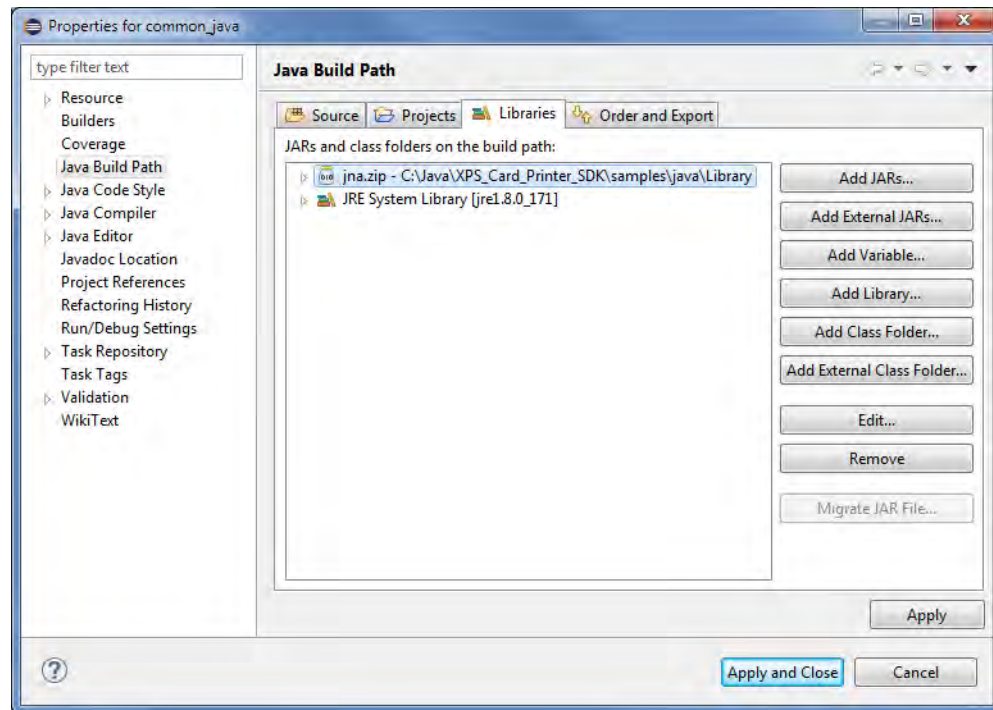 Properties for common_java
type filter text
Resource
Builders
Coverage
Java Build Path
Java Code Style
Java Compiler
Java Editor
Javadoc Location
Project References
Refactoring History
Run/Debug Settings
Task Repository
Task Tags
Validation
WikiText
Java Build Path
Source Projects Libraries Order and Export
JARs and class folders on the build path:
jna.zip - C:\Java\XPS_Card_Printer_SDK\samples\java\Library
JRE System Library [jre1.8.0_171]
Add JARs...
Add External JARs...
Add Variable...
Add Library...
Add Class Folder...
Add External Class Folder...
Edit...
Remove
Migrate JAR File...
Apply
?
Apply and Close Cancel